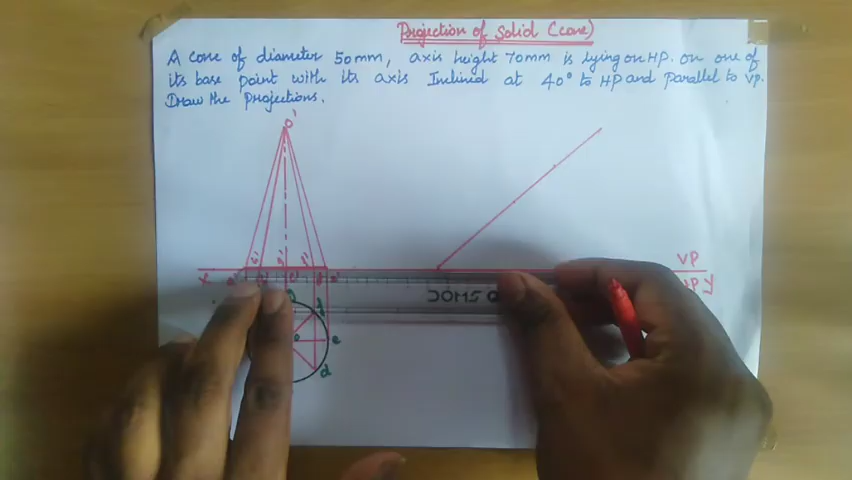 Projection of Solid (cone)
A cone of diameter 50mm, axis height 70mm is lying on HP. on one of
its base point with its axis Inclined at 40° to HP and parallel to VP.
Draw the projections.
O'
VP
X
Y
DOMS
b
o
e
d